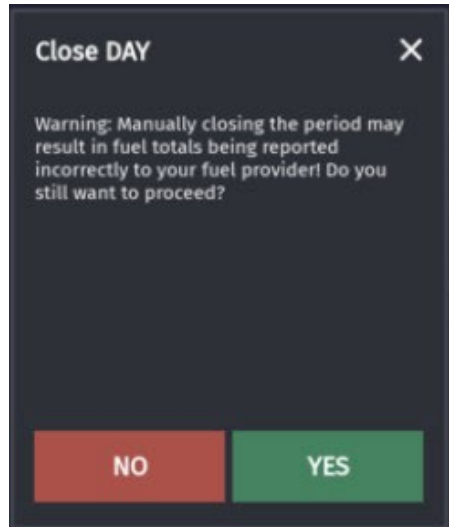 Close DAY
Warning: Manually closing the period may
result in fuel totals being reported
incorrectly to your fuel provider! Do you
still want to proceed?
NO
YES